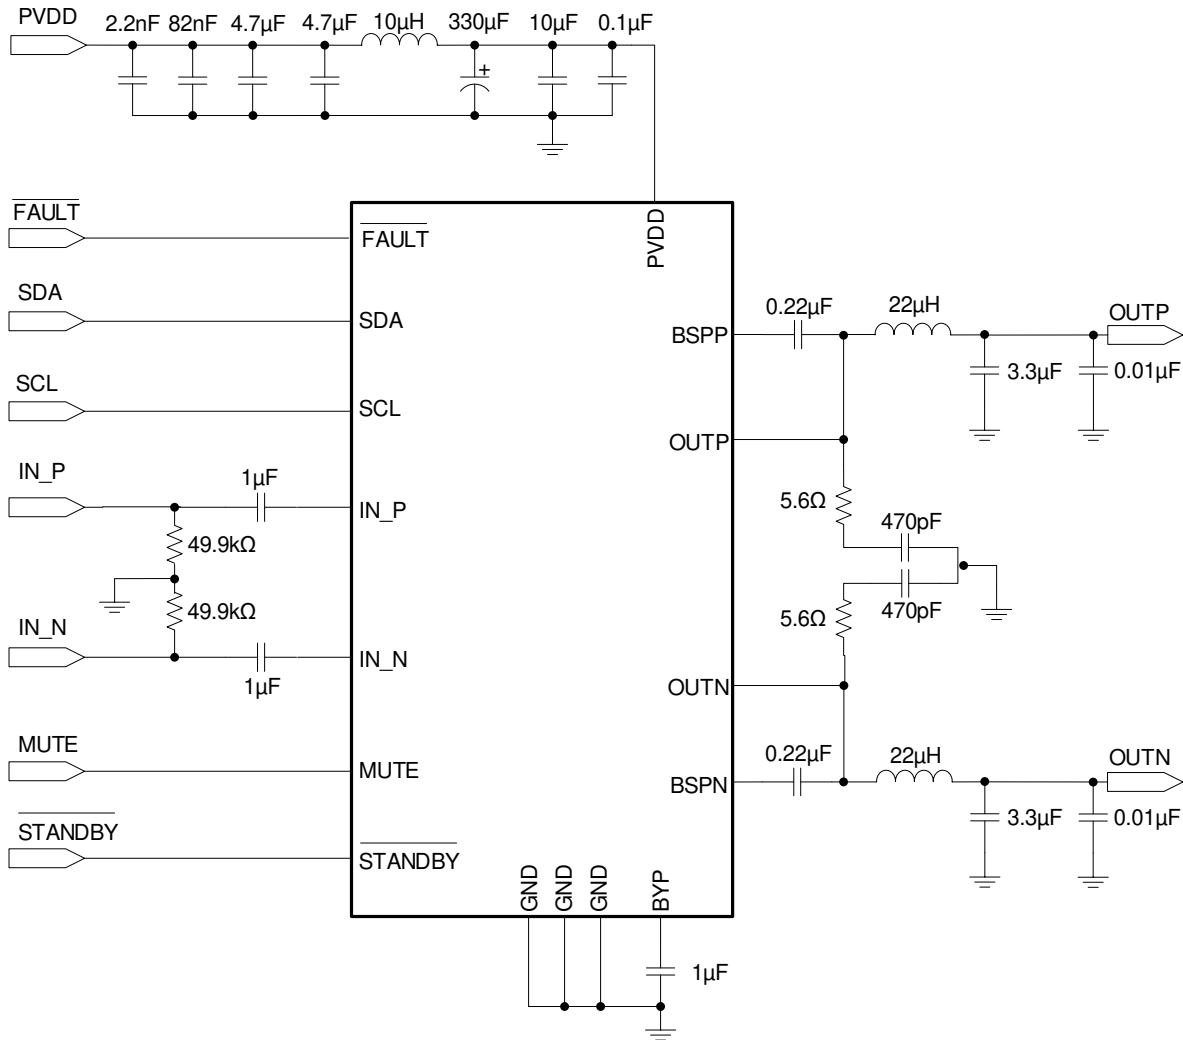 PVDD
2.2nF 82nF 4.7µF 4.7µF 10µH 330µF 10µF 0.1µF
+
FAULT
FAULT
PVDD
SDA
SDA
0.22µF
22µH
OUTP
BSPP
3.3µF
0.01µF
SCL
SCL
OUTP
IN_P
1µF
IN_P
49.9kΩ
5.6Ω
470pF
49.9kΩ
5.6Ω
470pF
IN_N
IN_N
1µF
OUTN
MUTE
MUTE
0.22µF
22µH
OUTN
BSPN
3.3µF
0.01µF
STANDBY
STANDBY
GND
GND
GND
BYP
1µF